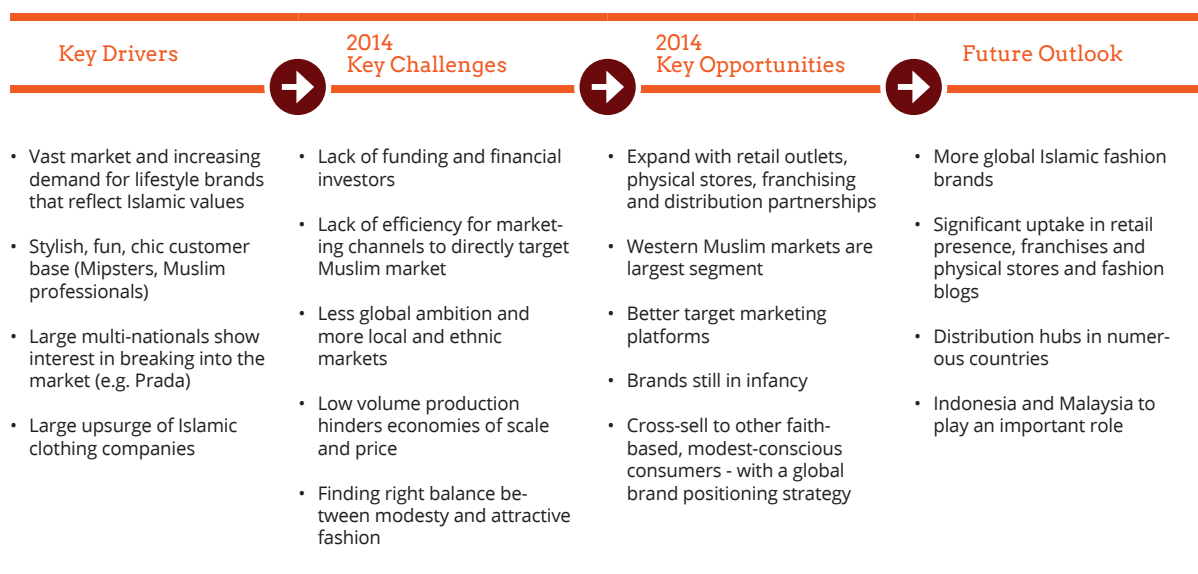 Key Drivers
2014
Key Challenges
2014
Key Opportunities
Future Outlook
• Vast market and increasing
demand for lifestyle brands
that reflect Islamic values
• Stylish, fun, chic customer
base (Mipsters, Muslim
professionals)
• Large multi-nationals show
interest in breaking into the
market (e.g. Prada)
• Large upsurge of Islamic
clothing companies
• Lack of funding and financial
investors
• Lack of efficiency for market-
ing channels to directly target
Muslim market
• Less global ambition and
more local and ethnic
markets
• Low volume production
hinders economies of scale
and price
• Finding right balance be-
tween modesty and attractive
fashion
• Expand with retail outlets,
physical stores, franchising
and distribution partnerships
• Western Muslim markets are
largest segment
• Better target marketing
platforms
• Brands still in infancy
• Cross-sell to other faith-
based, modest-conscious
consumers - with a global
brand positioning strategy
• More global Islamic fashion
brands
• Significant uptake in retail
presence, franchises and
physical stores and fashion
blogs
• Distribution hubs in numer-
ous countries
• Indonesia and Malaysia to
play an important role